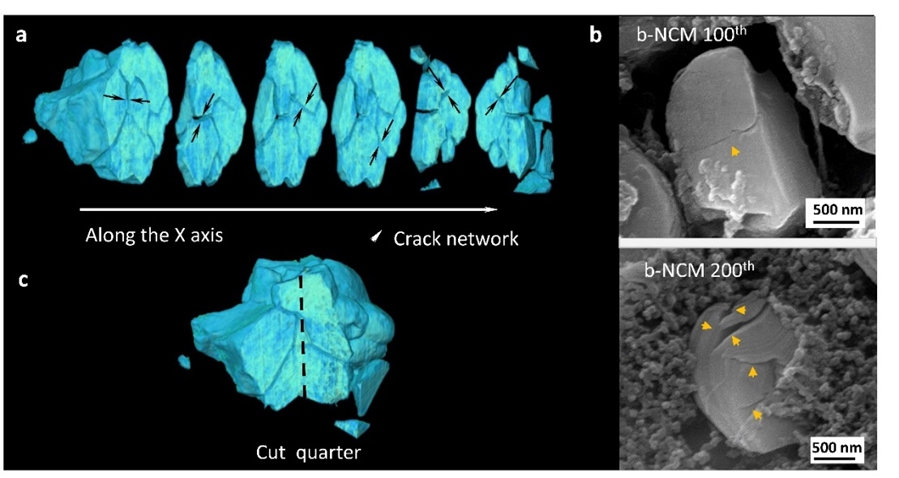 a
Along the X axis
Crack network
b
b-NCM 100th
500 nm
b-NCM 200th
500 nm
c
Cut quarter